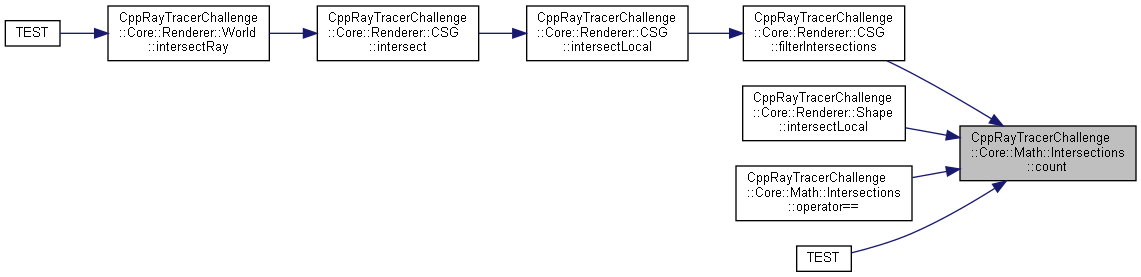 TEST
CppRayTracerChallenge
::Core::Renderer::World
::intersectRay
CppRayTracerChallenge
::Core::Renderer::CSG
::intersect
CppRayTracerChallenge
::Core::Renderer::CSG
::intersectLocal
CppRayTracerChallenge
::Core::Renderer::CSG
::filterIntersections
CppRayTracerChallenge
::Core::Renderer::Shape
::intersectLocal
CppRayTracerChallenge
::Core::Math::Intersections
::operator==
TEST
CppRayTracerChallenge
::Core::Math::Intersections
::count